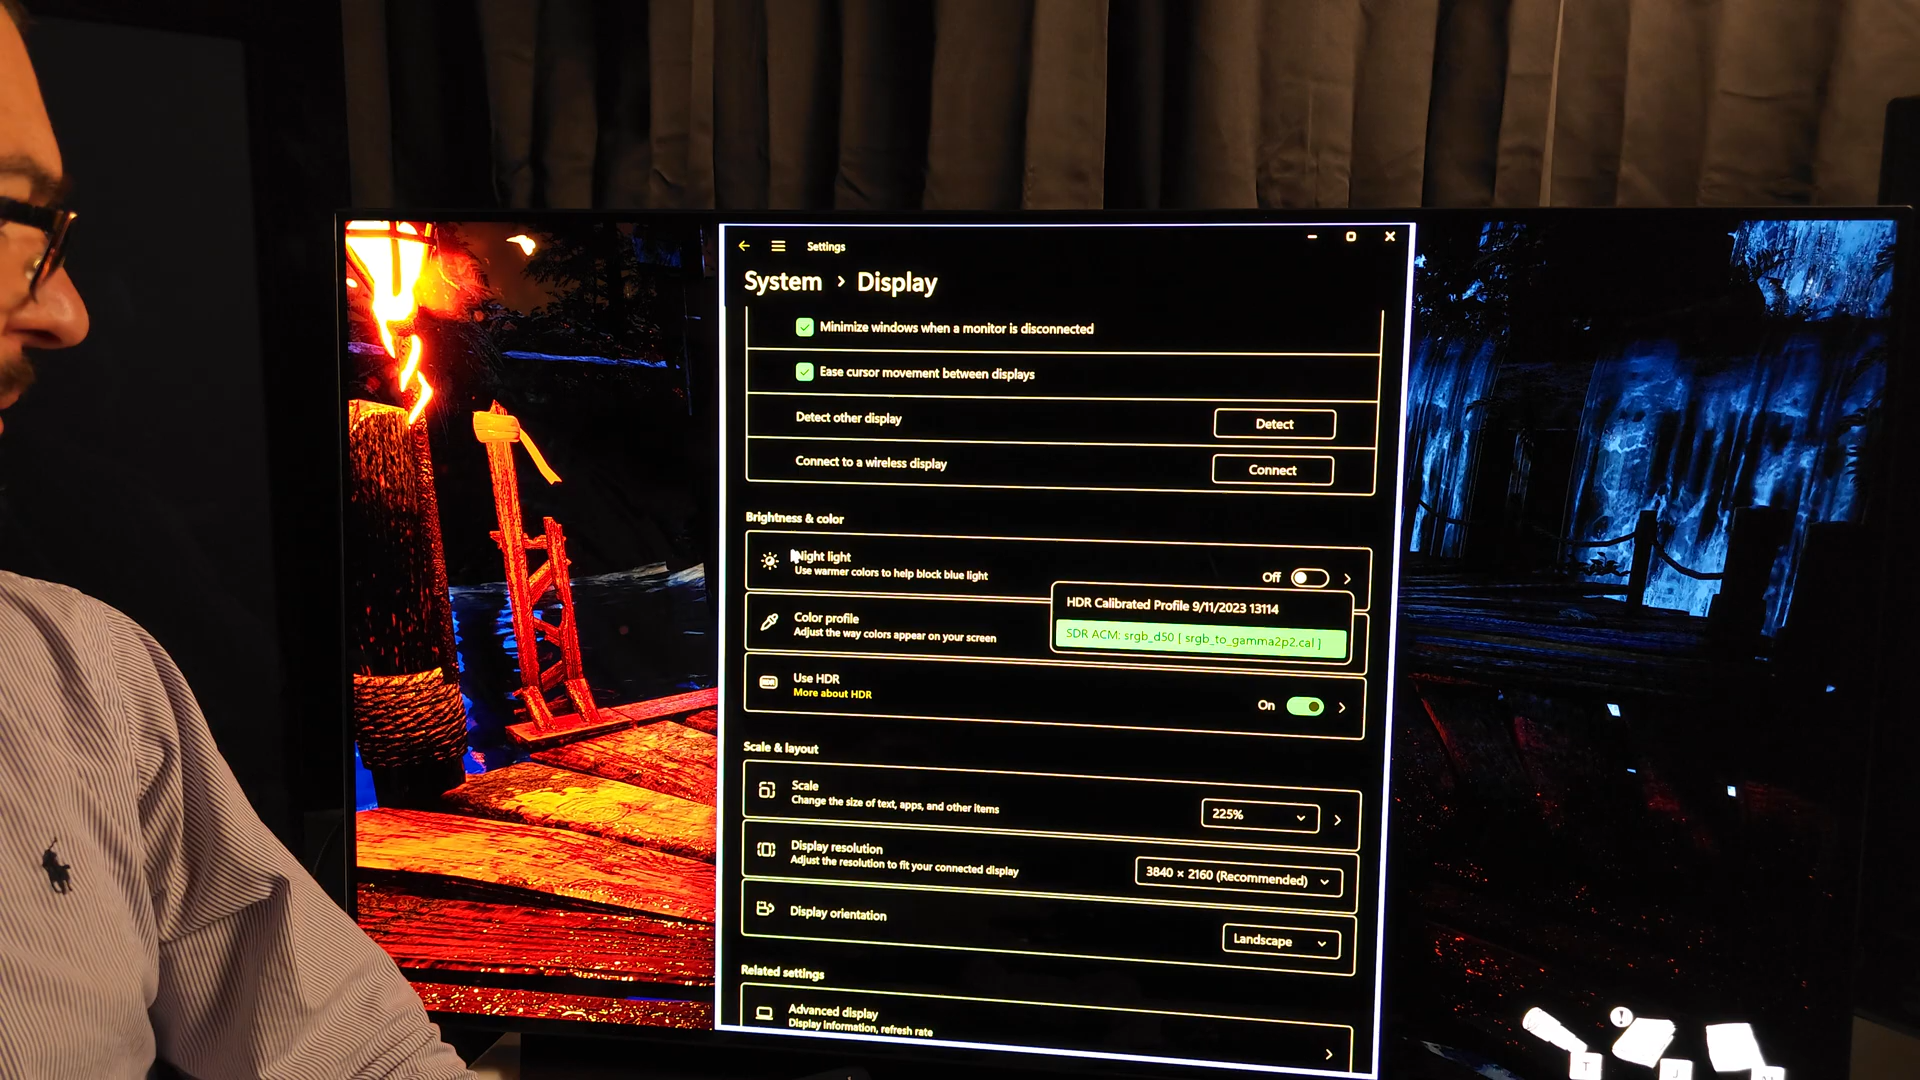 Settings
System › Display
Minimize windows when a monitor is disconnected
Ease cursor movement between displays
Detect other display
Detect
Connect to a wireless display
Connect
Brightness & color
Night light
Use warmer colors to help block blue light
Off
HDR Calibrated Profile 9/11/2023 13114
Color profile
Adjust the way colors appear on your screen
SDR ACM: srgb_d50 [ srgb_to_gamma2p2.cal ]
Use HDR
More about HDR
On
Scale & layout
Scale
Change the size of text, apps, and other items
225%
Display resolution
Adjust the resolution to fit your connected display
3840 × 2160 (Recommended)
Display orientation
Landscape
Related settings
Advanced display
Display information, refresh rate